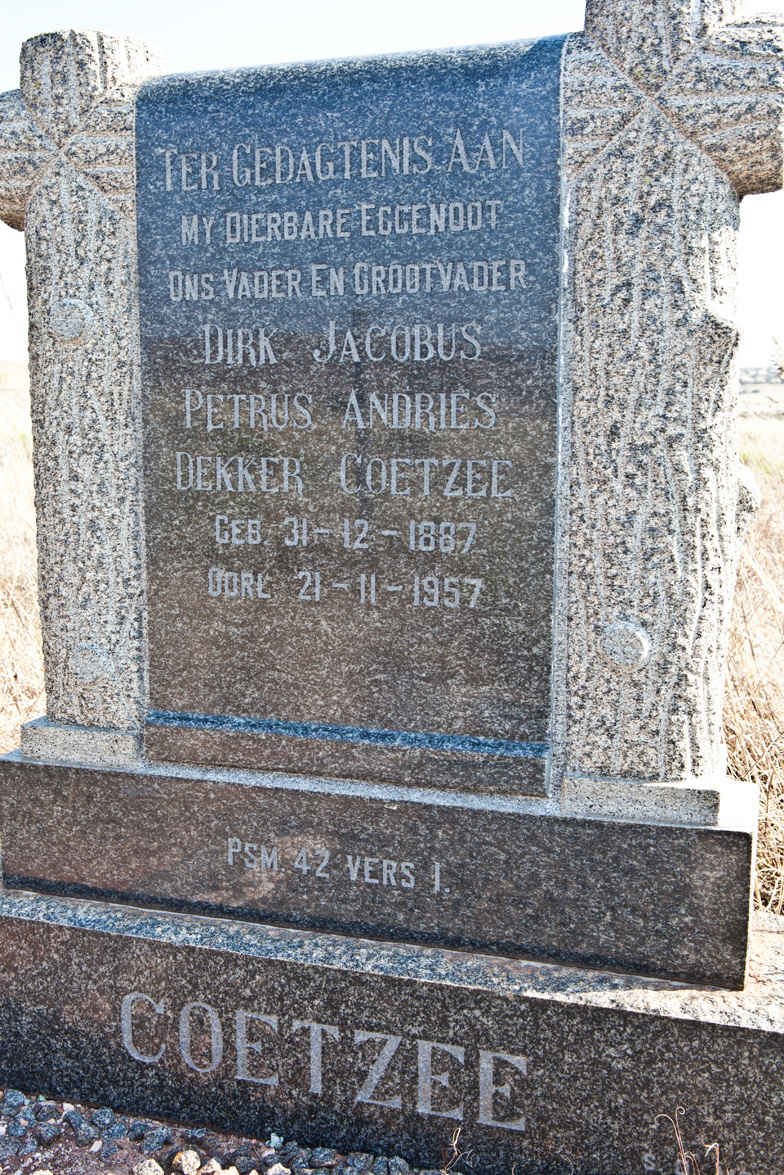 TER GEDAGTENIS AAN
MY DIERBARE EGGENOOT
ONS VADER EN GROOTVADER
DIRK JACOBUS
PETRUS ANDRIES
DEKKER COETZEE
GEB. 31-12-1887
OORL. 21-11-1957
PSM. 42 VERS 1.
COETZEE